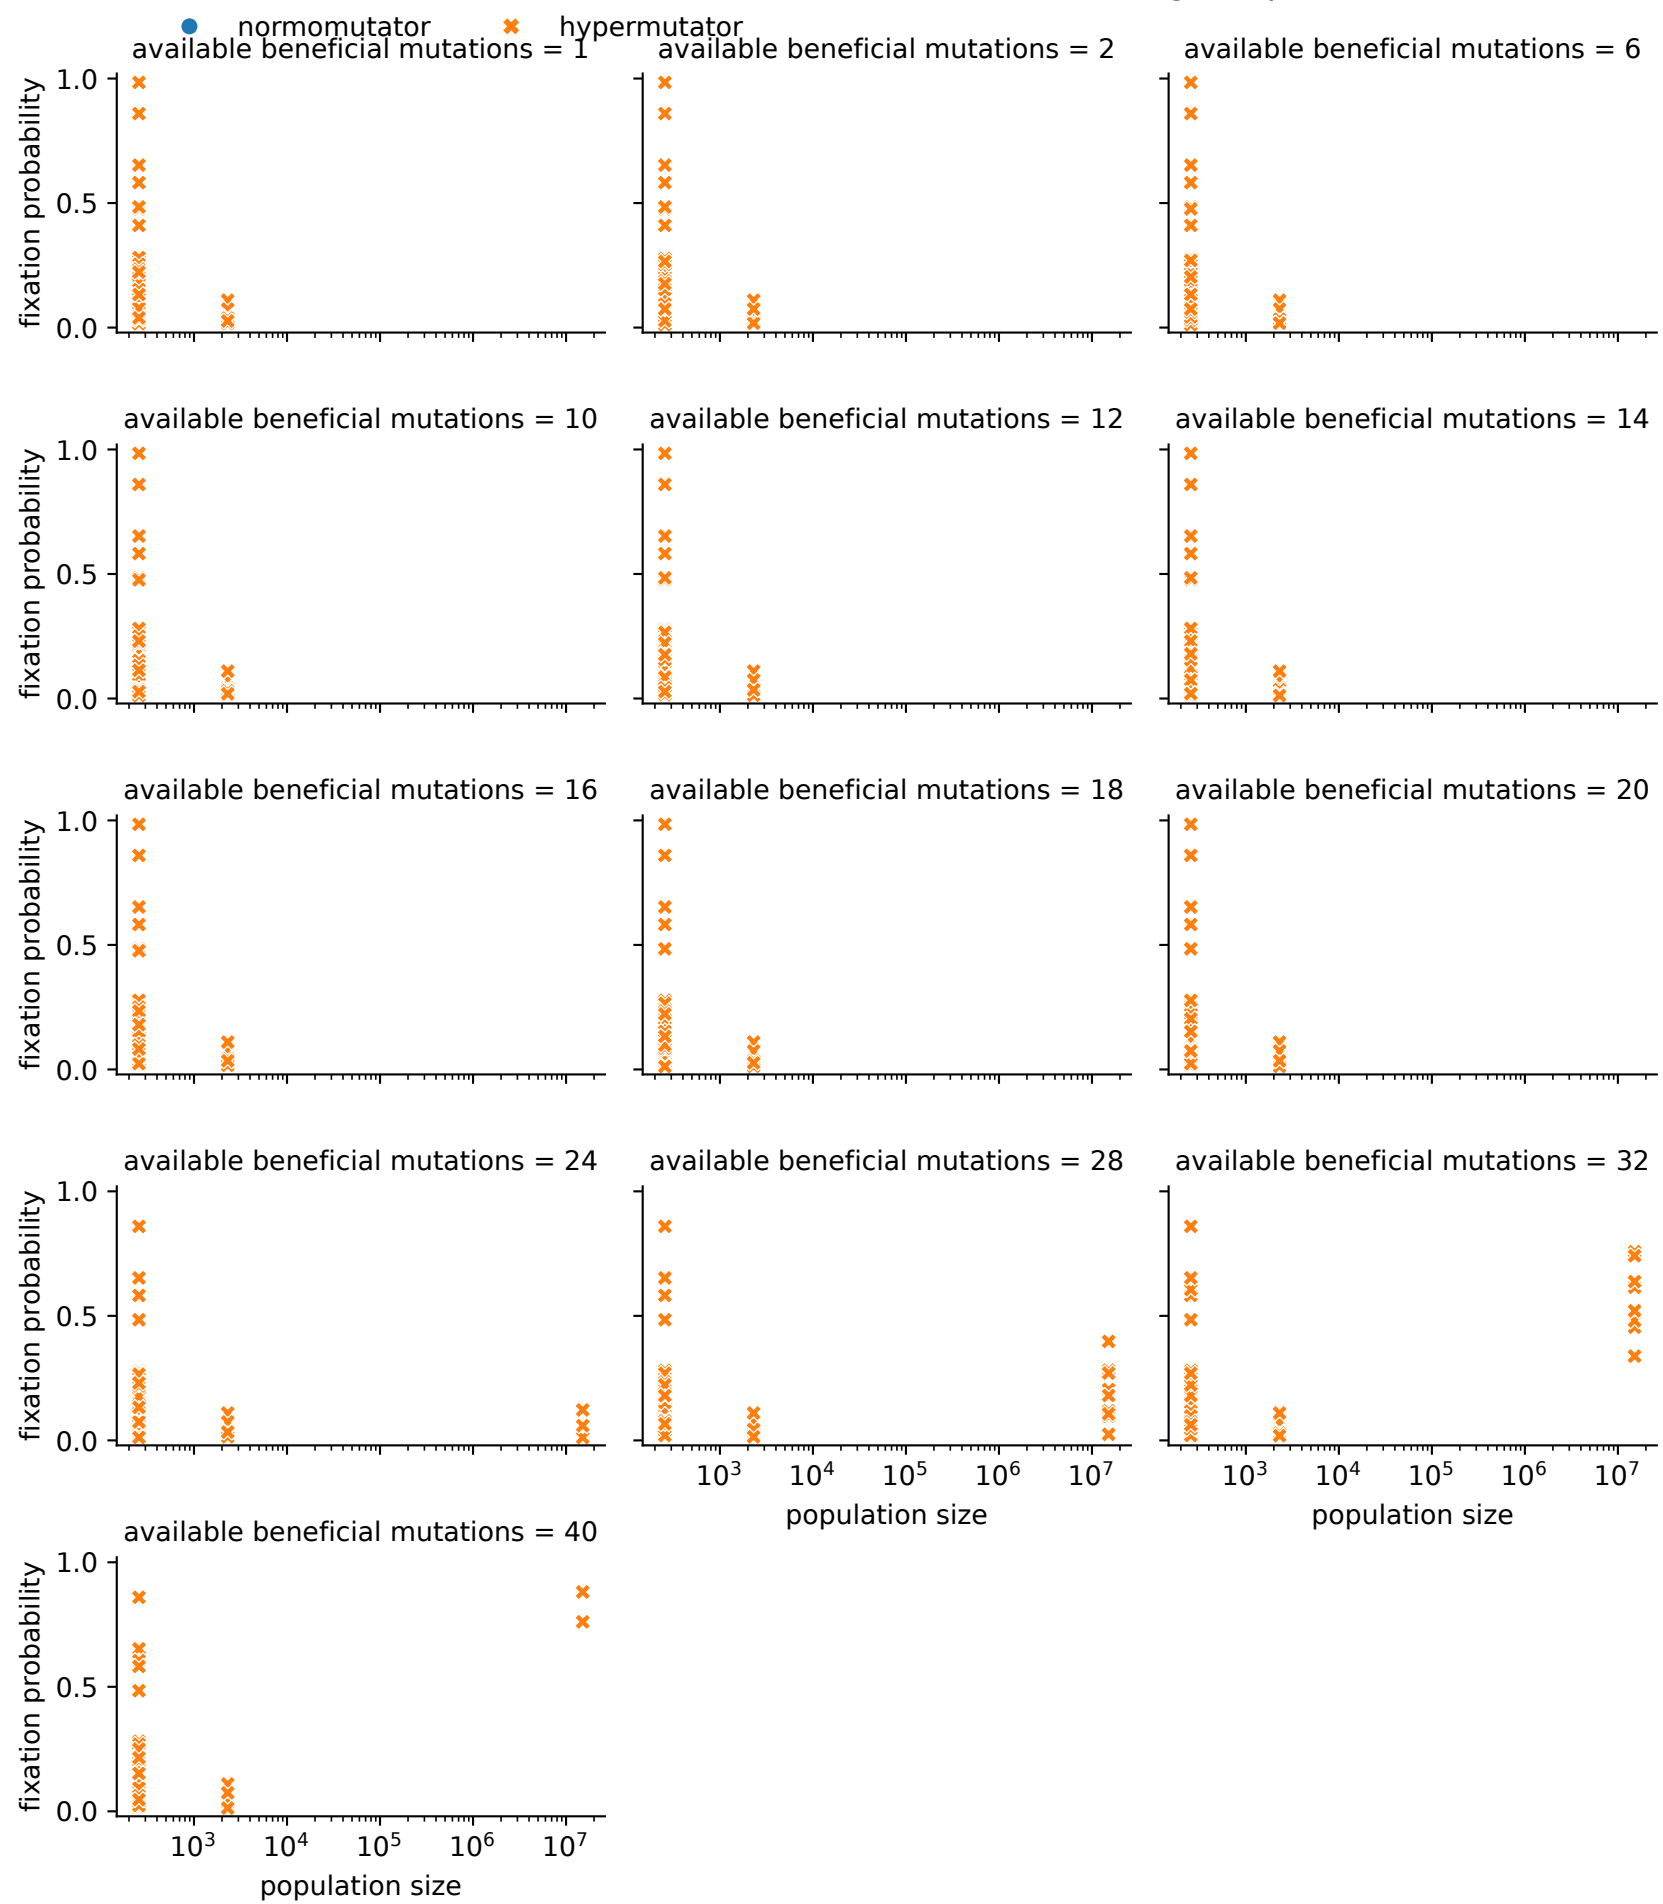 normomutator hypermutator
available beneficial mutations = 1 available beneficial mutations = 2 available beneficial mutations = 6
fixation probability
1.0
0.5
0.0
available beneficial mutations = 10 available beneficial mutations = 12 available beneficial mutations = 14
fixation probability
1.0
0.5
0.0
available beneficial mutations = 16 available beneficial mutations = 18 available beneficial mutations = 20
fixation probability
1.0
0.5
0.0
available beneficial mutations = 24 available beneficial mutations = 28 available beneficial mutations = 32
fixation probability
1.0
0.5
0.0
10³ 10⁴ 10⁵ 10⁶ 10⁷ 10³ 10⁴ 10⁵ 10⁶ 10⁷
population size population size
available beneficial mutations = 40
fixation probability
1.0
0.5
0.0
10³ 10⁴ 10⁵ 10⁶ 10⁷
population size